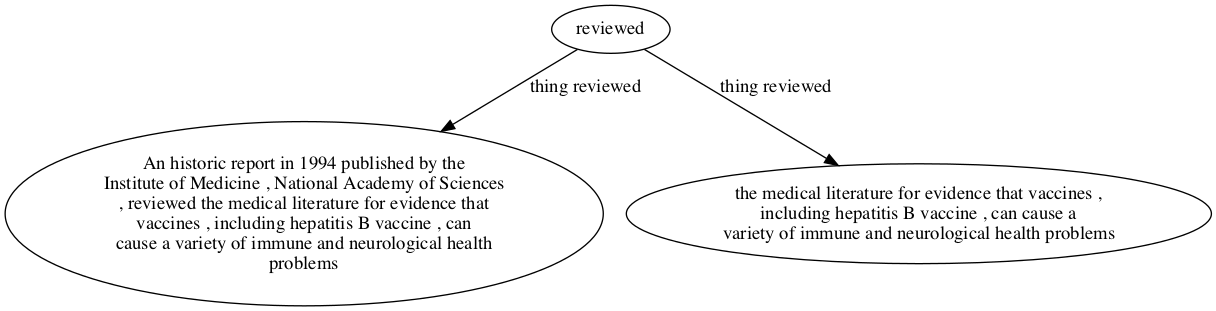 reviewed
thing reviewed
thing reviewed
An historic report in 1994 published by the
Institute of Medicine , National Academy of Sciences
, reviewed the medical literature for evidence that
vaccines , including hepatitis B vaccine , can
cause a variety of immune and neurological health
problems
the medical literature for evidence that vaccines ,
including hepatitis B vaccine , can cause a
variety of immune and neurological health problems